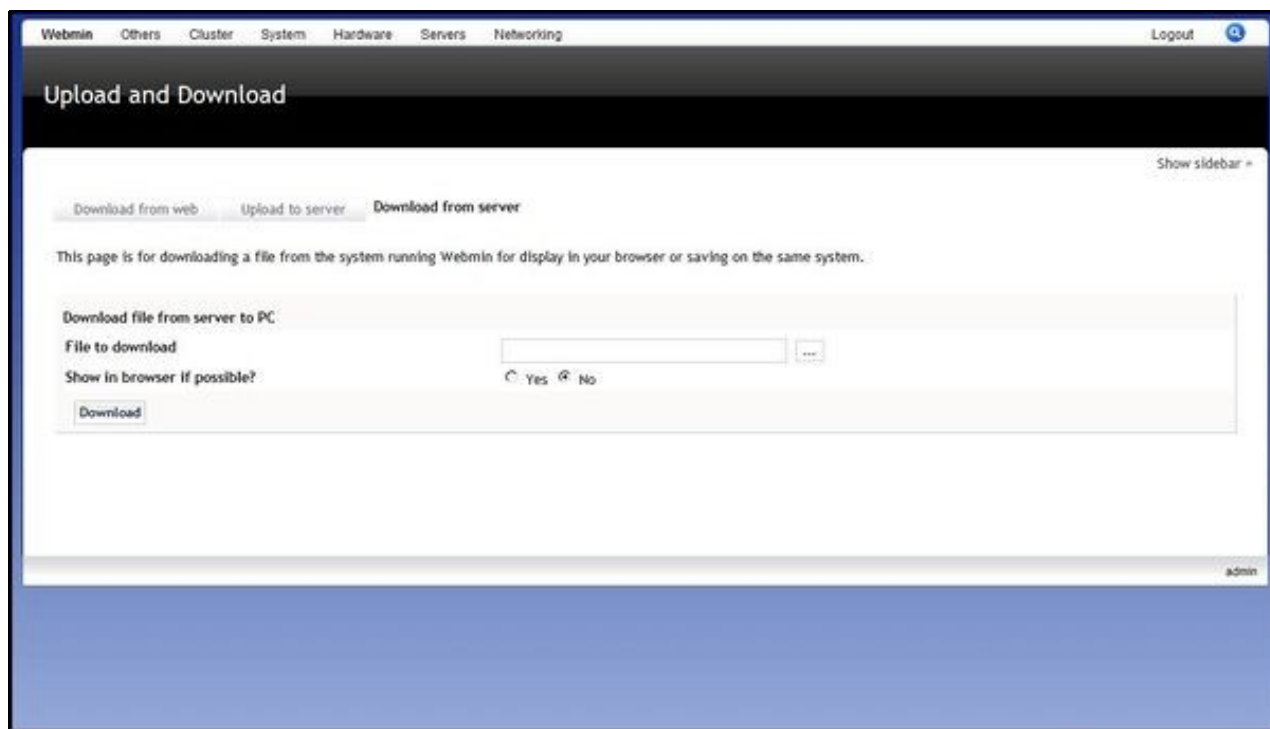 Webmin Others Cluster System Hardware Servers Networking Logout
Upload and Download
Show sidebar »
Download from web Upload to server Download from server
This page is for downloading a file from the system running Webmin for display in your browser or saving on the same system.
Download file from server to PC
File to download ...
Show in browser if possible? Yes No
Download
admin